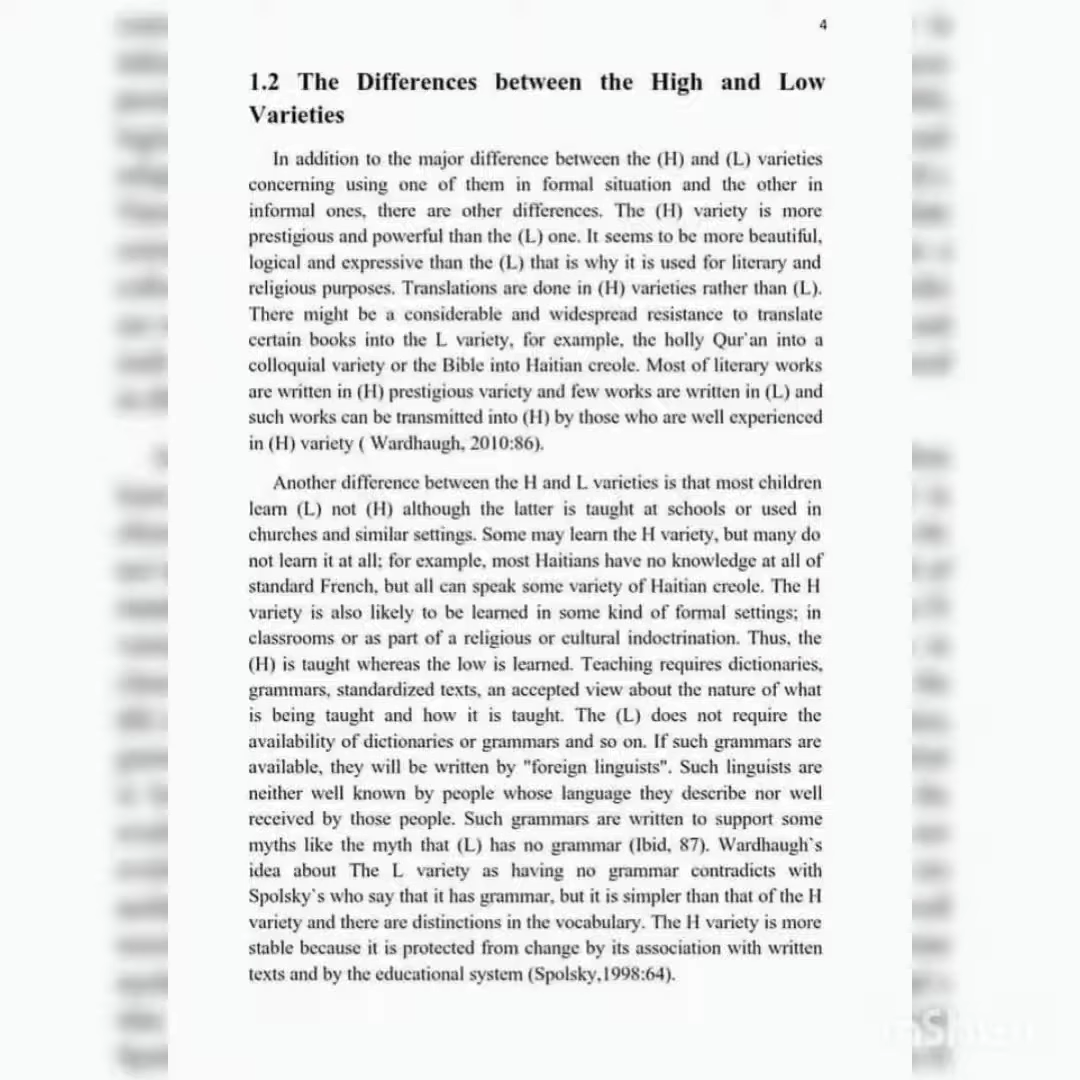 4
1.2 The Differences between the High and Low
Varieties
In addition to the major difference between the (H) and (L) varieties
concerning using one of them in formal situation and the other in
informal ones, there are other differences. The (H) variety is more
prestigious and powerful than the (L) one. It seems to be more beautiful,
logical and expressive than the (L) that is why it is used for literary and
religious purposes. Translations are done in (H) varieties rather than (L).
There might be a considerable and widespread resistance to translate
certain books into the L variety, for example, the holly Qur`an into a
colloquial variety or the Bible into Haitian creole. Most of literary works
are written in (H) prestigious variety and few works are written in (L) and
such works can be transmitted into (H) by those who are well experienced
in (H) variety ( Wardhaugh, 2010:86).
Another difference between the H and L varieties is that most children
learn (L) not (H) although the latter is taught at schools or used in
churches and similar settings. Some may learn the H variety, but many do
not learn it at all; for example, most Haitians have no knowledge at all of
standard French, but all can speak some variety of Haitian creole. The H
variety is also likely to be learned in some kind of formal settings; in
classrooms or as part of a religious or cultural indoctrination. Thus, the
(H) is taught whereas the low is learned. Teaching requires dictionaries,
grammars, standardized texts, an accepted view about the nature of what
is being taught and how it is taught. The (L) does not require the
availability of dictionaries or grammars and so on. If such grammars are
available, they will be written by "foreign linguists". Such linguists are
neither well known by people whose language they describe nor well
received by those people. Such grammars are written to support some
myths like the myth that (L) has no grammar (Ibid, 87). Wardhaugh`s
idea about The L variety as having no grammar contradicts with
Spolsky`s who say that it has grammar, but it is simpler than that of the H
variety and there are distinctions in the vocabulary. The H variety is more
stable because it is protected from change by its association with written
texts and by the educational system (Spolsky,1998:64).